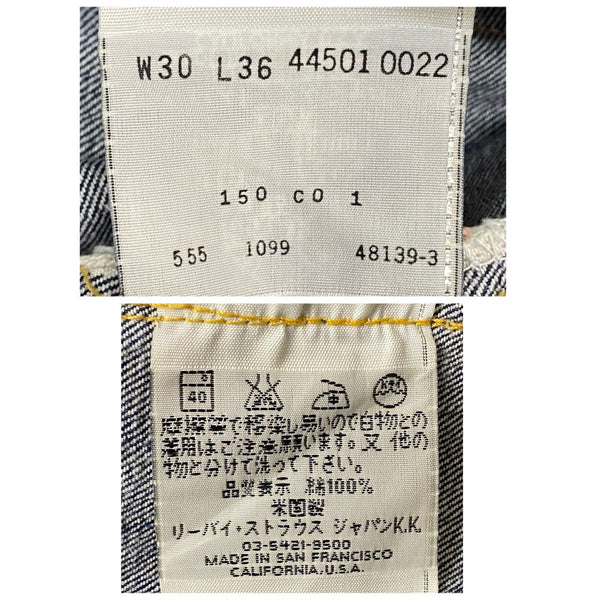 W30 L36 44501 0022
150 CO 1
555 1099 48139-3
40
摩擦等で移染し易いので白物との
着用はご注意願います。又 他の
物と分けて洗って下さい。
品質表示 綿100%
米国製
リーバイ・ストラウス ジャパンK.K.
03-5421-9500
MADE IN SAN FRANCISCO
CALIFORNIA, U.S.A.